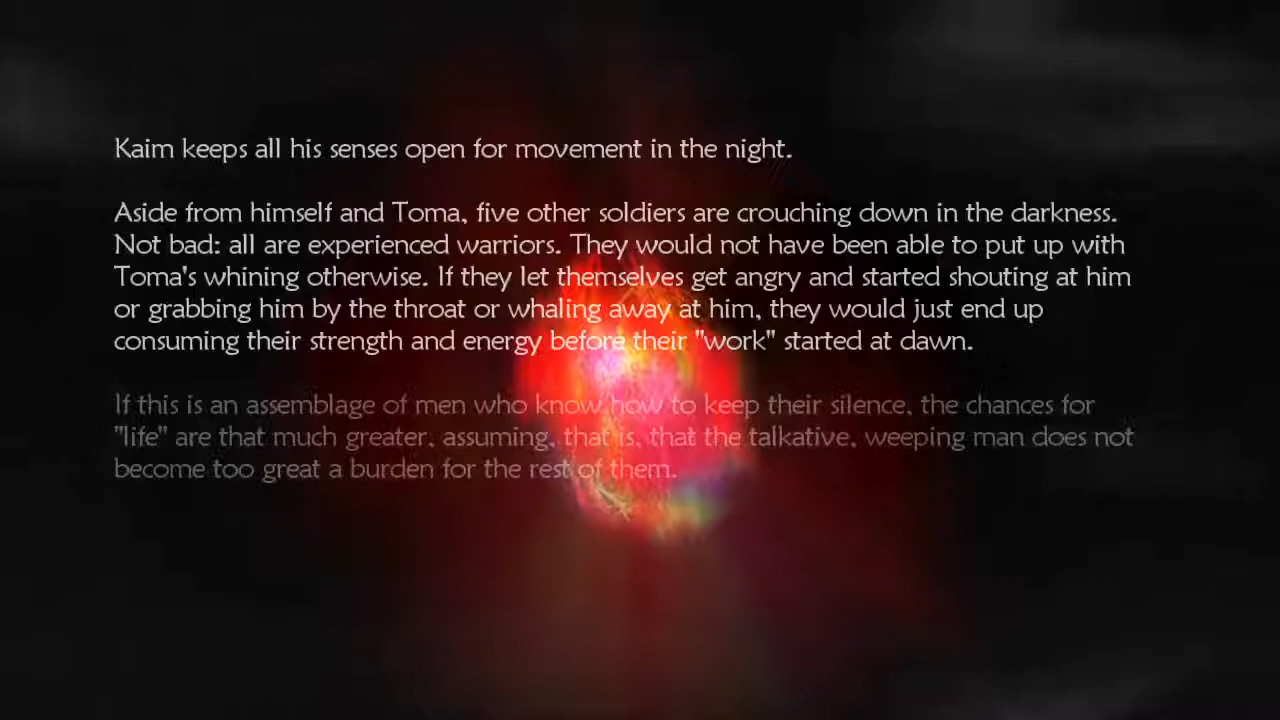 Kaim keeps all his senses open for movement in the night.
Aside from himself and Toma, five other soldiers are crouching down in the darkness.
Not bad: all are experienced warriors. They would not have been able to put up with
Toma's whining otherwise. If they let themselves get angry and started shouting at him
or grabbing him by the throat or whaling away at him, they would just end up
consuming their strength and energy before their "work" started at dawn.
If this is an assemblage of men who know how to keep their silence, the chances for
"life" are that much greater, assuming, that is, that the talkative, weeping man does not
become too great a burden for the rest of them.